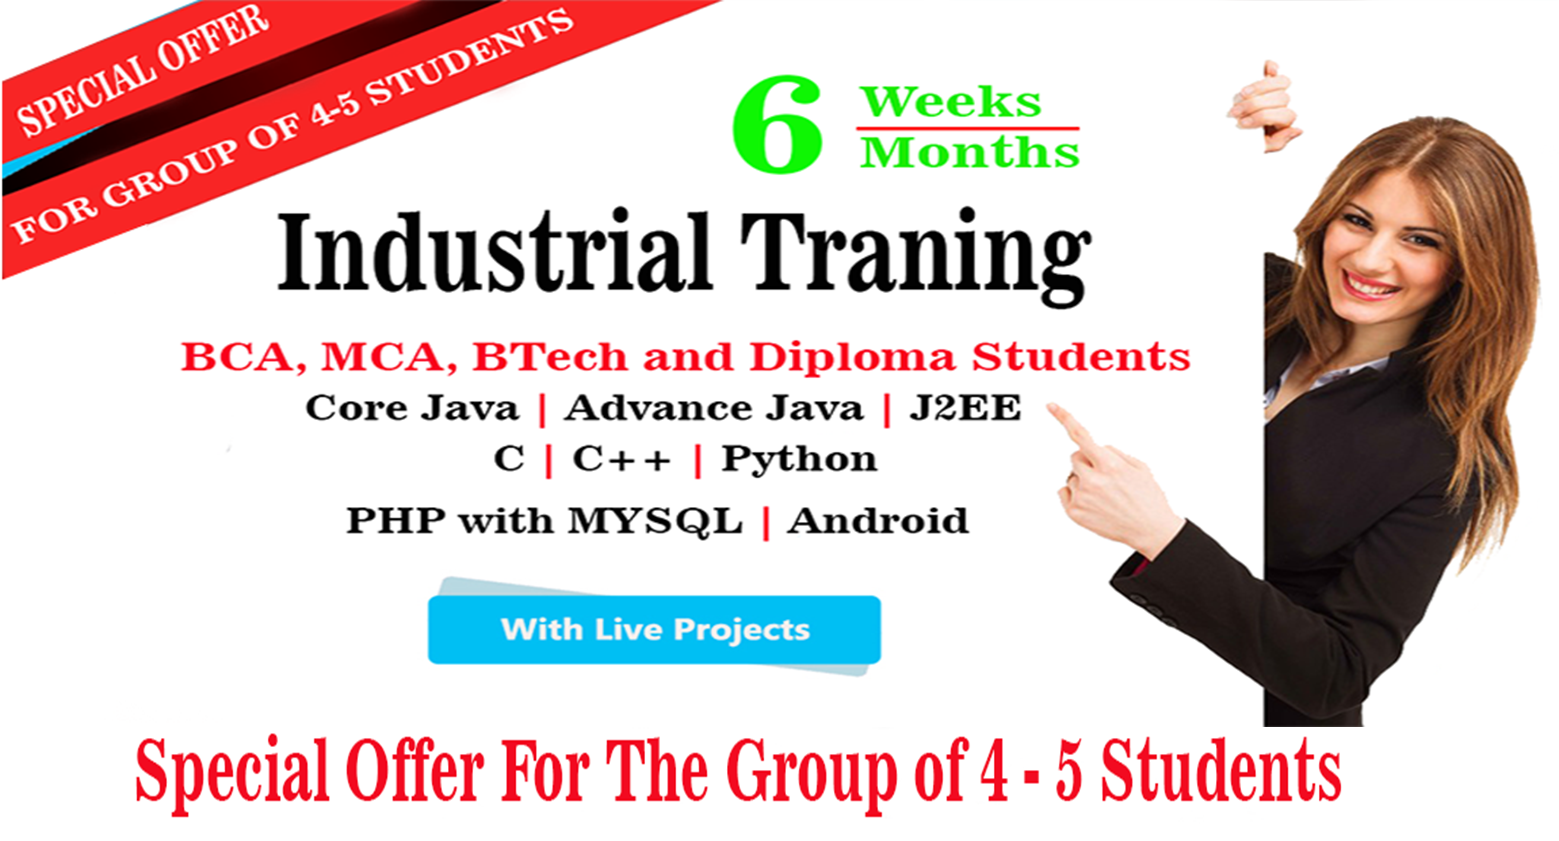 SPECIAL OFFER
FOR GROUP OF 4-5 STUDENTS
6 Weeks
Months
Industrial Traning
BCA, MCA, BTech and Diploma Students
Core Java | Advance Java | J2EE
C | C++ | Python
PHP with MYSQL | Android
With Live Projects
Special Offer For The Group of 4 - 5 Students